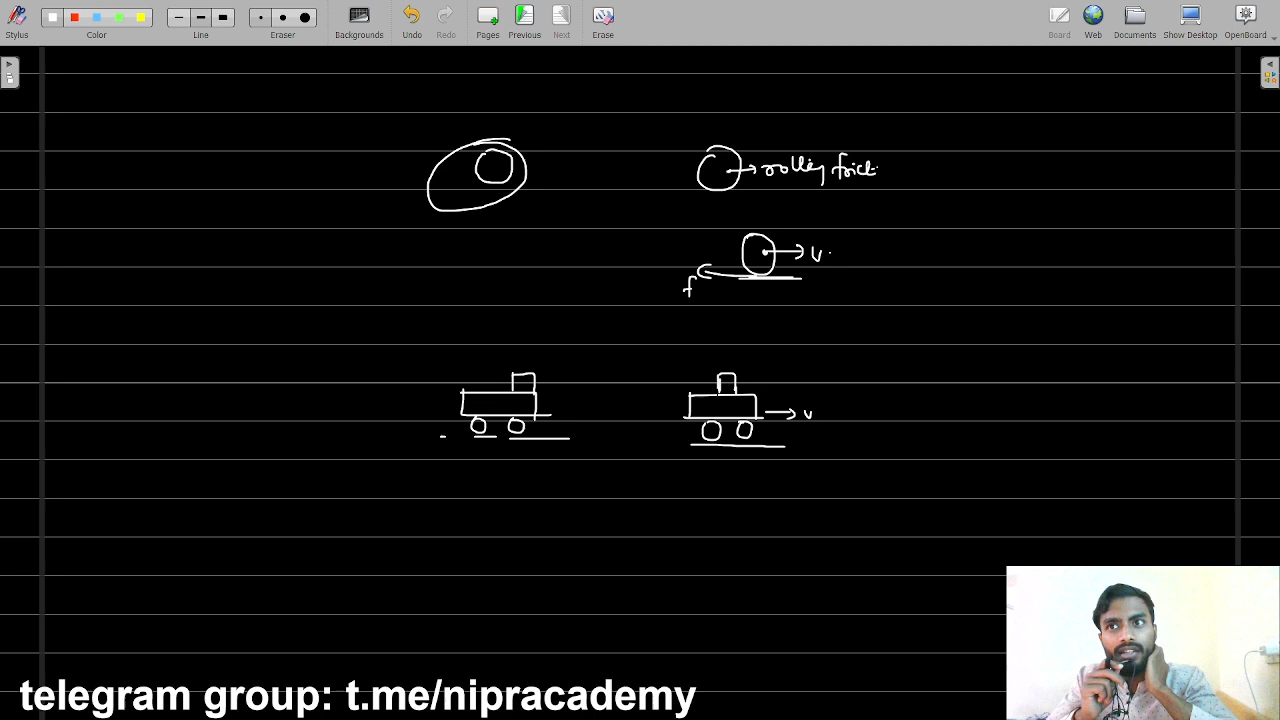 Stylus
Color
Line
Eraser
Backgrounds
Undo
Redo
Pages
Previous
Next
Erase
Board
Web
Documents
Show Desktop
OpenBoard
rolling frict
v
f
v
telegram group: t.me/nipracademy